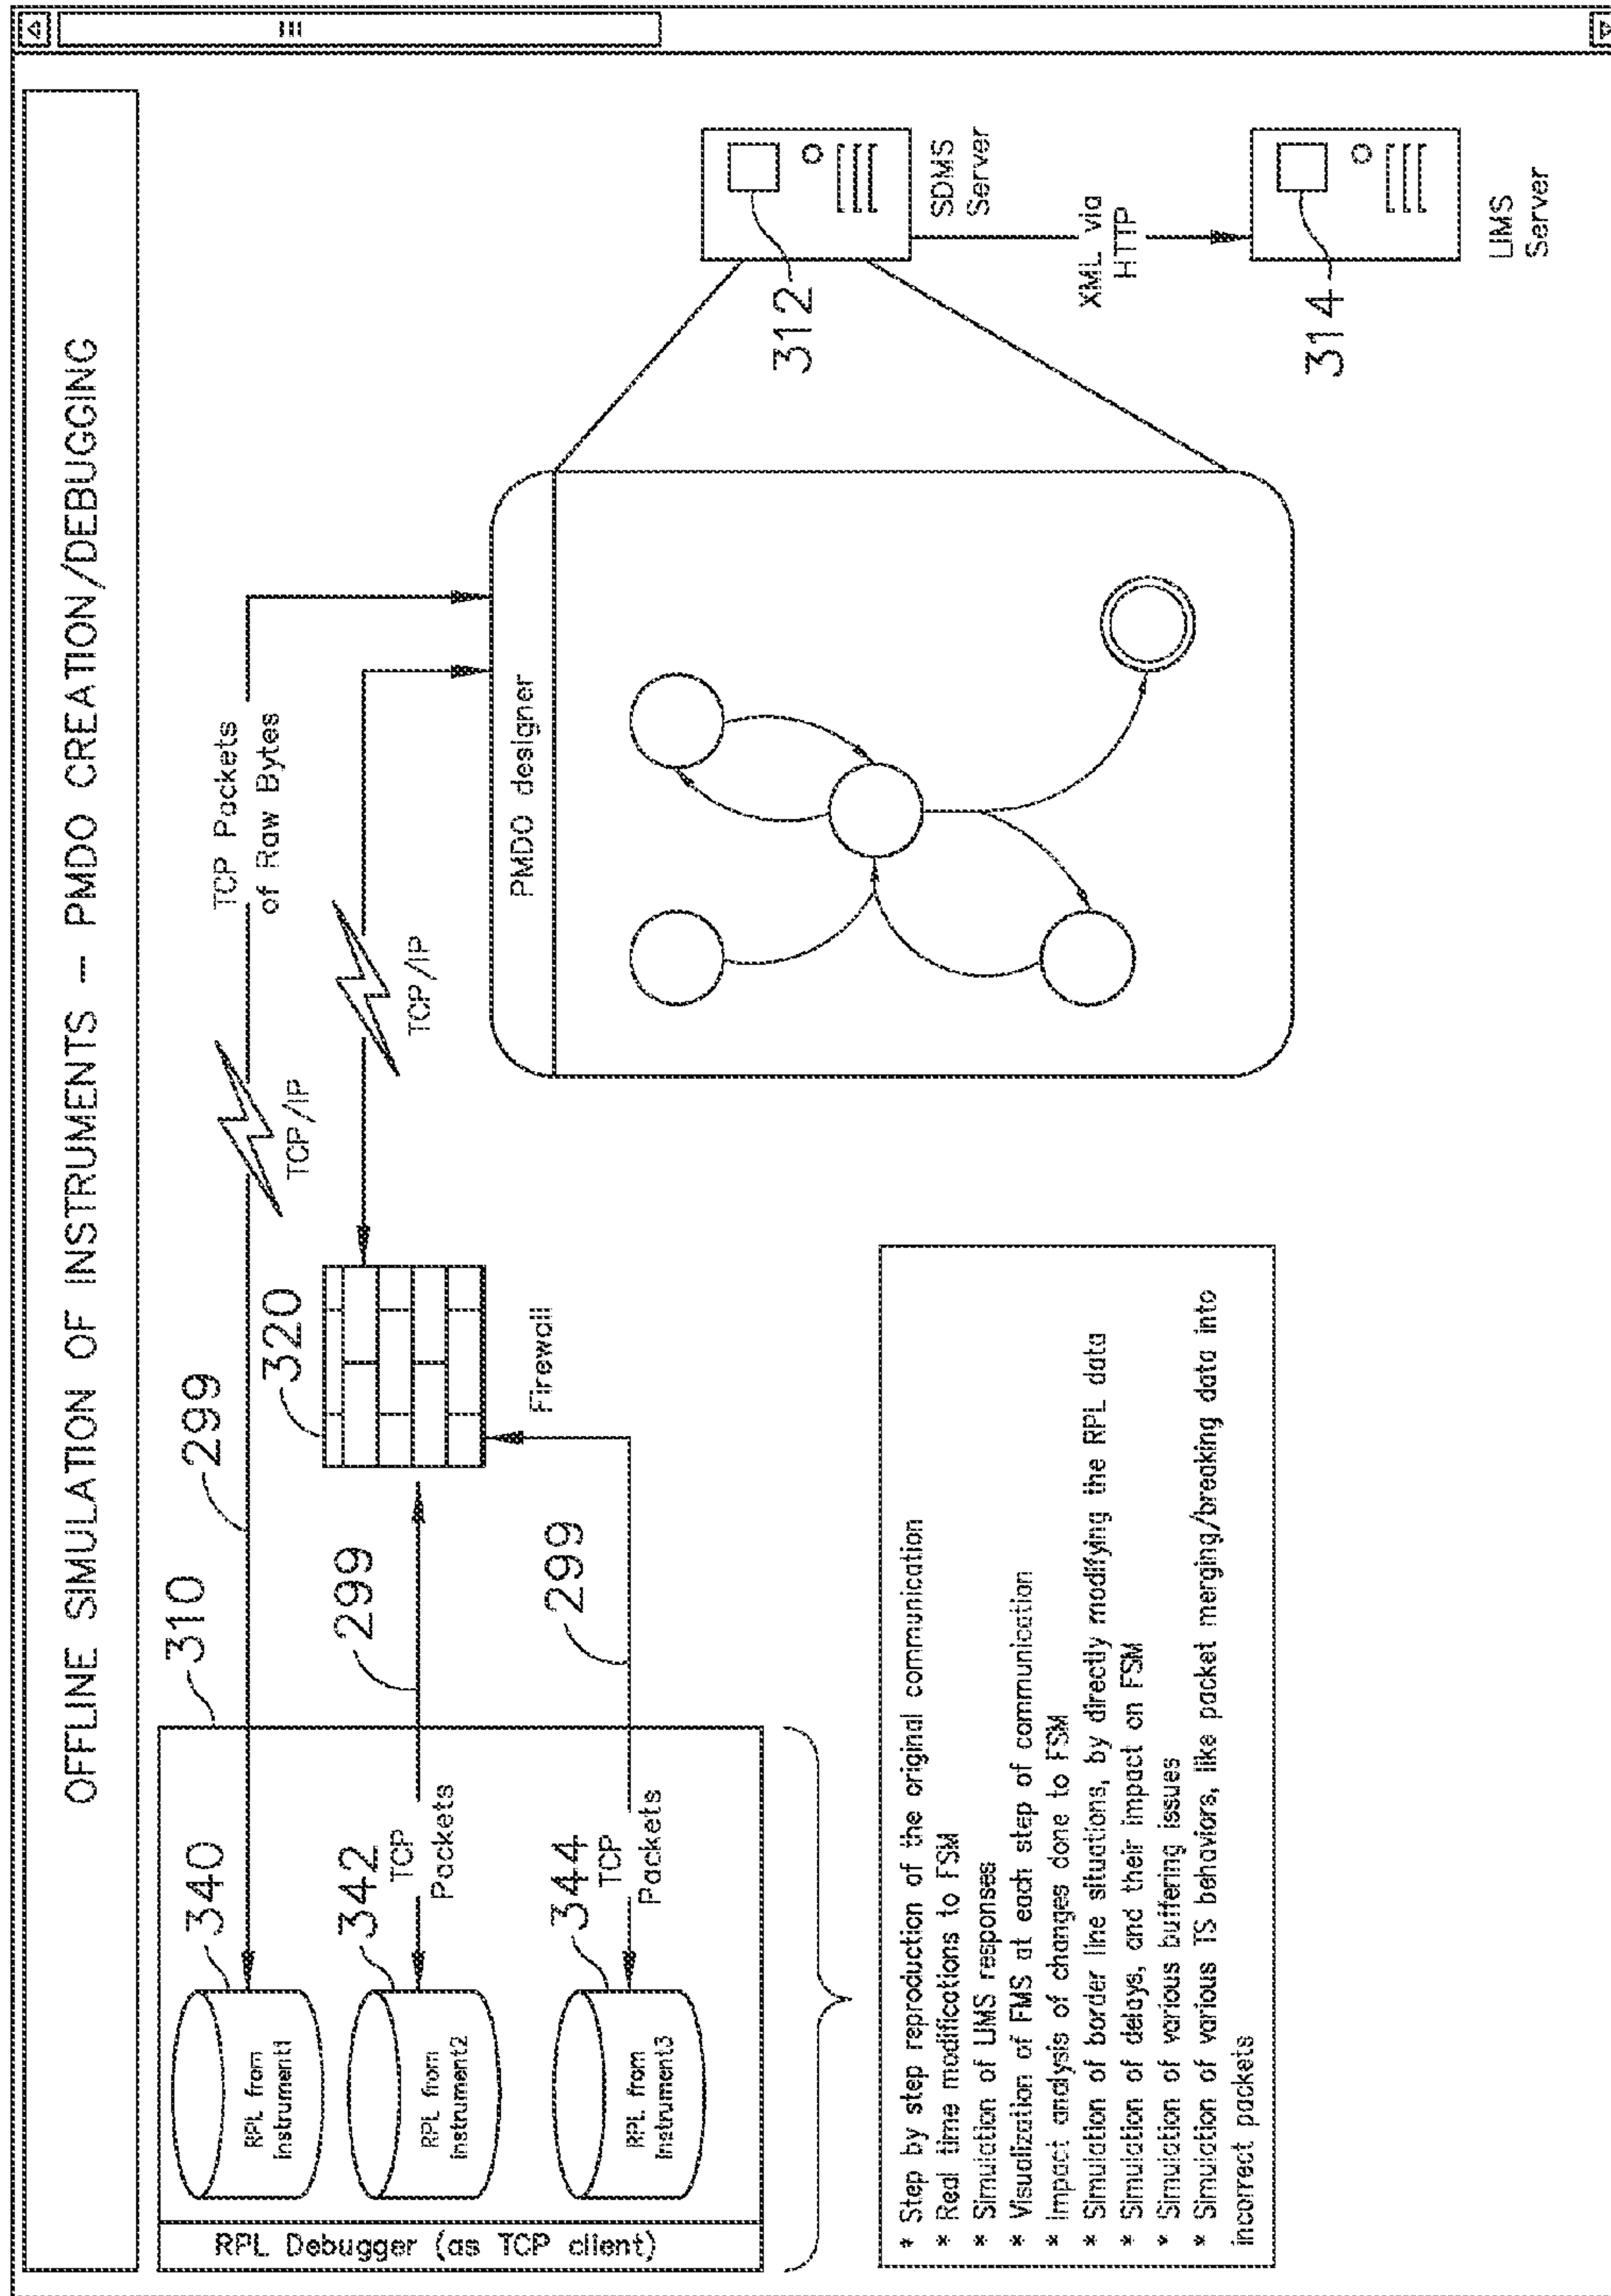 OFFLINE SIMULATION OF INSTRUMENTS -- PMDO CREATION/DEBUGGING
RPL Debugger (as TCP client)
310
340
RPL from
Instrument1
342
RPL from
Instrument2
TCP
Packets
344
RPL from
Instrument3
TCP
Packets
299
299
299
320
Firewall
TCP/IP
TCP Packets
of Raw Bytes
TCP/IP
PMDO designer
312
SDMS
Server
XML via
HTTP
314
LIMS
Server
* Step by step reproduction of the original communication
* Real time modifications to FSM
* Simulation of LIMS responses
* Visualization of FMS at each step of communication
* Impact analysis of changes done to FSM
* Simulation of border line situations, by directly modifying the RPL data
* Simulation of delays, and their impact on FSM
* Simulation of various buffering issues
* Simulation of various TS behaviors, like packet merging/breaking data into
incorrect packets